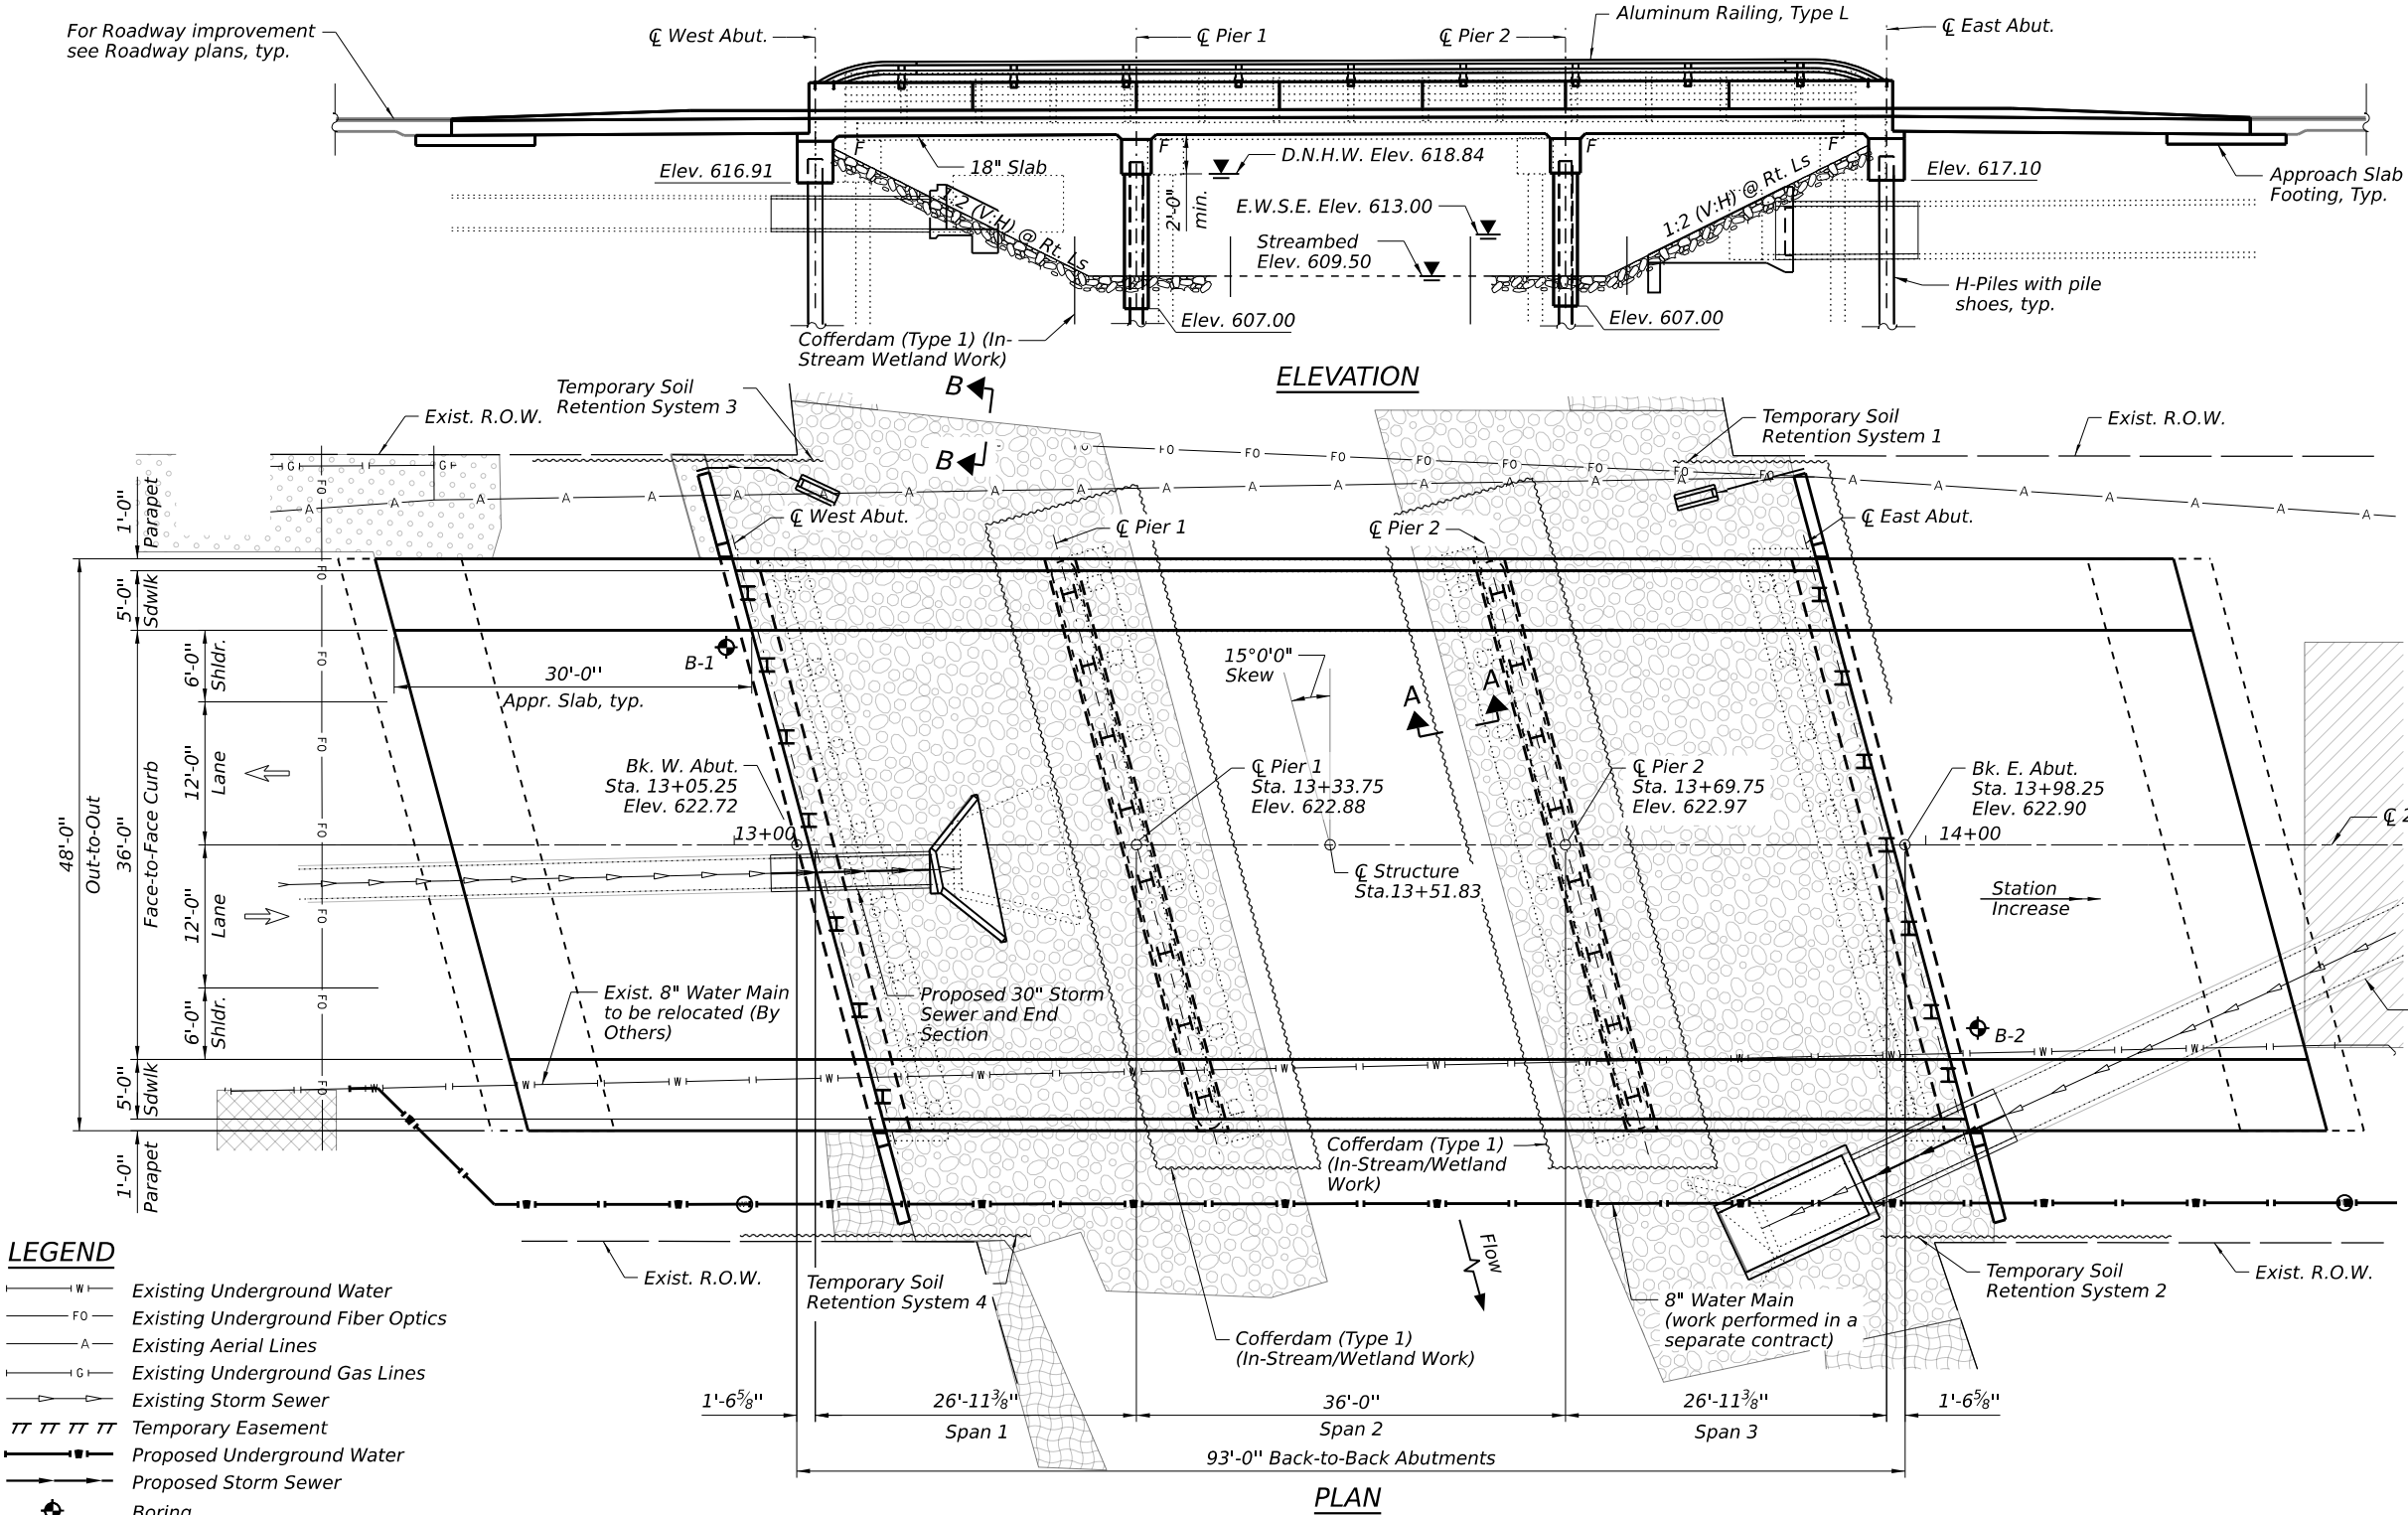 For Roadway improvement
see Roadway plans, typ.
℄ West Abut.
℄ Pier 1
℄ Pier 2
Aluminum Railing, Type L
℄ East Abut.
Elev. 616.91
F
18" Slab
F
D.N.H.W. Elev. 618.84
F
F
Elev. 617.10
Approach Slab
Footing, Typ.
1:2 (V:H) @ Rt. Ls
2'-0"
min.
E.W.S.E. Elev. 613.00
Streambed
Elev. 609.50
1:2 (V:H) @ Rt. Ls
H-Piles with pile
shoes, typ.
Elev. 607.00
Elev. 607.00
Cofferdam (Type 1) (In-
Stream Wetland Work)
ELEVATION
Exist. R.O.W.
Temporary Soil
Retention System 3
B
B
Temporary Soil
Retention System 1
Exist. R.O.W.
1'-0"
Parapet
℄ West Abut.
℄ Pier 1
℄ Pier 2
℄ East Abut.
5'-0"
Sdwlk
6'-0"
Shldr.
B-1
30'-0"
Appr. Slab, typ.
15°0'0"
Skew
A
A
48'-0"
Out-to-Out
36'-0"
Face-to-Face Curb
12'-0"
Lane
Bk. W. Abut.
Sta. 13+05.25
Elev. 622.72
℄ Pier 1
Sta. 13+33.75
Elev. 622.88
℄ Pier 2
Sta. 13+69.75
Elev. 622.97
Bk. E. Abut.
Sta. 13+98.25
Elev. 622.90
13+00
14+00
℄ 2
℄ Structure
Sta.13+51.83
12'-0"
Lane
Station
Increase
6'-0"
Shldr.
Exist. 8" Water Main
to be relocated (By
Others)
Proposed 30" Storm
Sewer and End
Section
B-2
5'-0"
Sdwlk
1'-0"
Parapet
Cofferdam (Type 1)
(In-Stream/Wetland
Work)
Exist. R.O.W.
Temporary Soil
Retention System 4
Flow
8" Water Main
(work performed in a
separate contract)
Temporary Soil
Retention System 2
Exist. R.O.W.
Cofferdam (Type 1)
(In-Stream/Wetland Work)
1'-6⅝"
26'-11⅜"
36'-0"
26'-11⅜"
1'-6⅝"
Span 1
Span 2
Span 3
93'-0" Back-to-Back Abutments
PLAN
LEGEND
W Existing Underground Water
FO Existing Underground Fiber Optics
A Existing Aerial Lines
G Existing Underground Gas Lines
Existing Storm Sewer
Temporary Easement
Proposed Underground Water
Proposed Storm Sewer
Boring